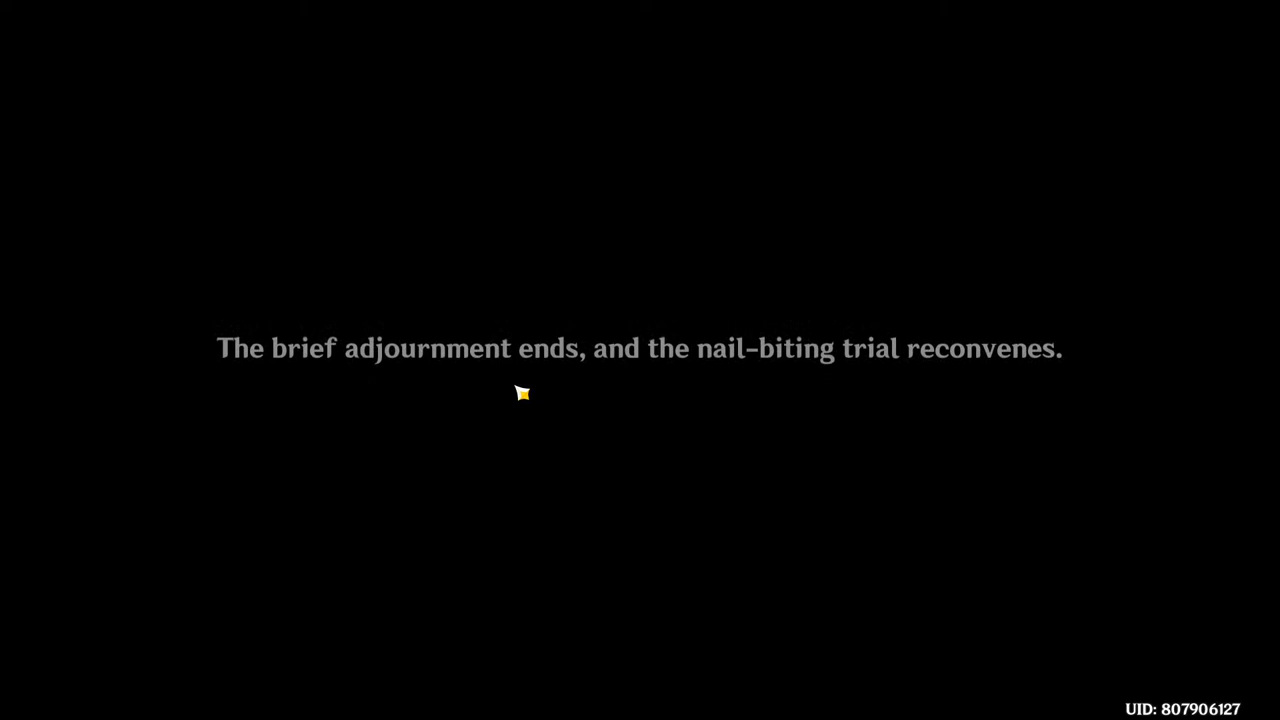 The brief adjournment ends, and the nail-biting trial reconvenes.
UID: 807906127